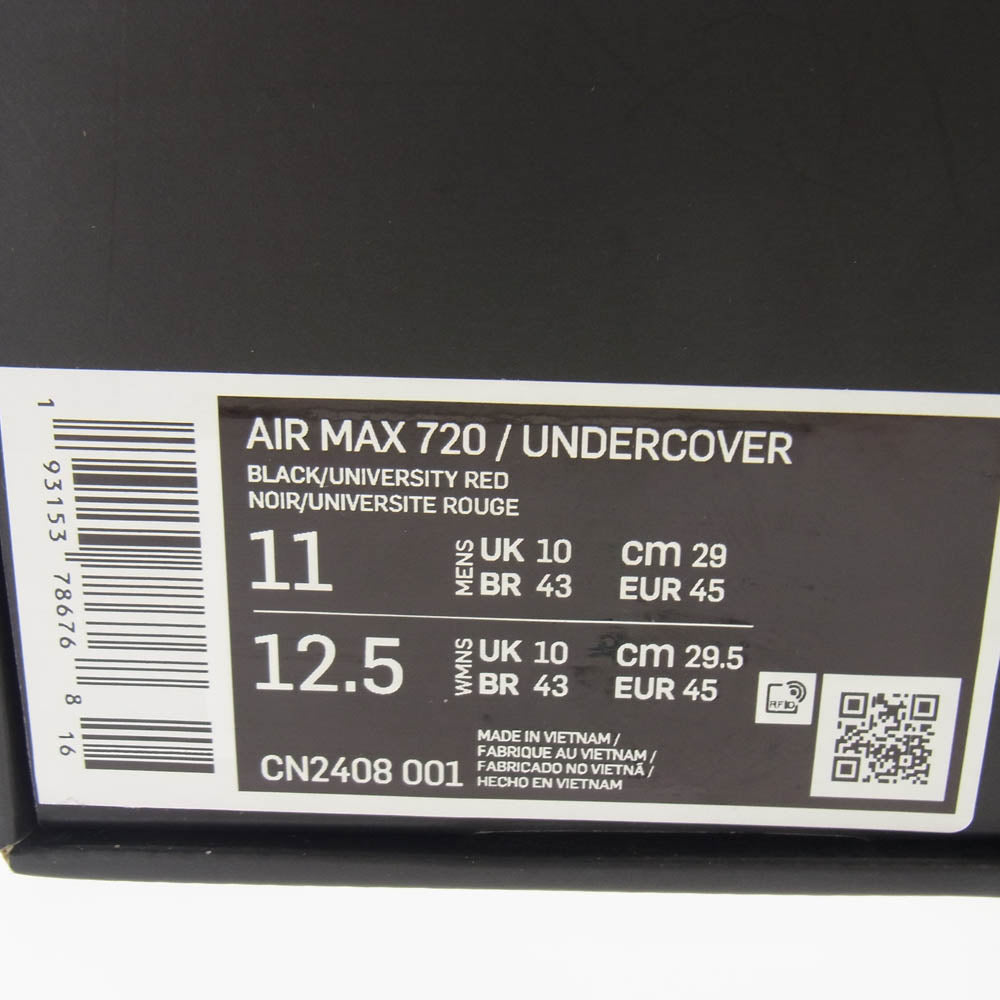 AIR MAX 720 / UNDERCOVER
BLACK/UNIVERSITY RED
NOIR/UNIVERSITE ROUGE
11 MENS UK 10 cm 29
BR 43 EUR 45
12.5 WMNS UK 10 cm 29.5
BR 43 EUR 45
RFID
CN2408 001
MADE IN VIETNAM /
FABRIQUE AU VIETNAM /
FABRICADO NO VIETNÃ /
HECHO EN VIETNAM
1 93153 78676 8 16